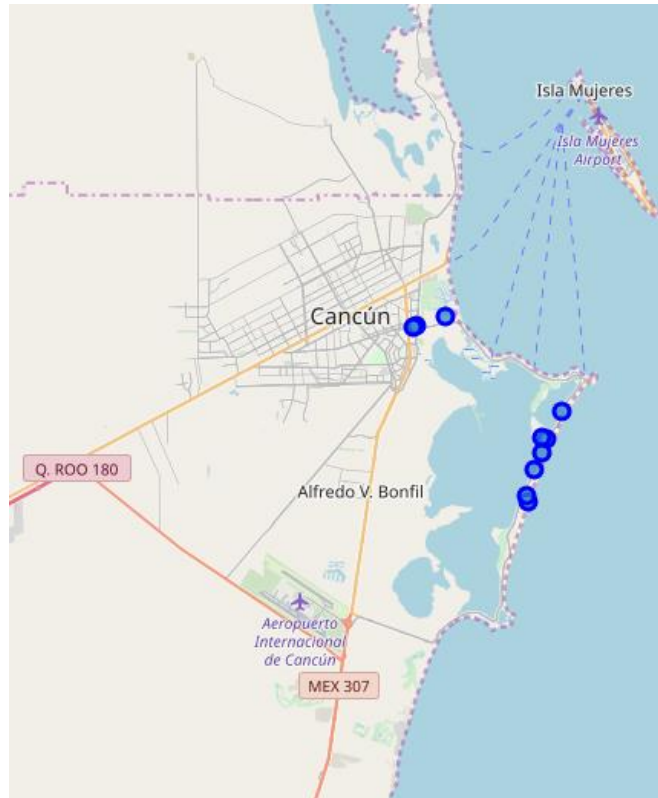 Isla Mujeres
Isla Mujeres
Airport
Cancún
Q. ROO 180
Alfredo V. Bonfil
Aeropuerto
Internacional
de Cancún
MEX 307